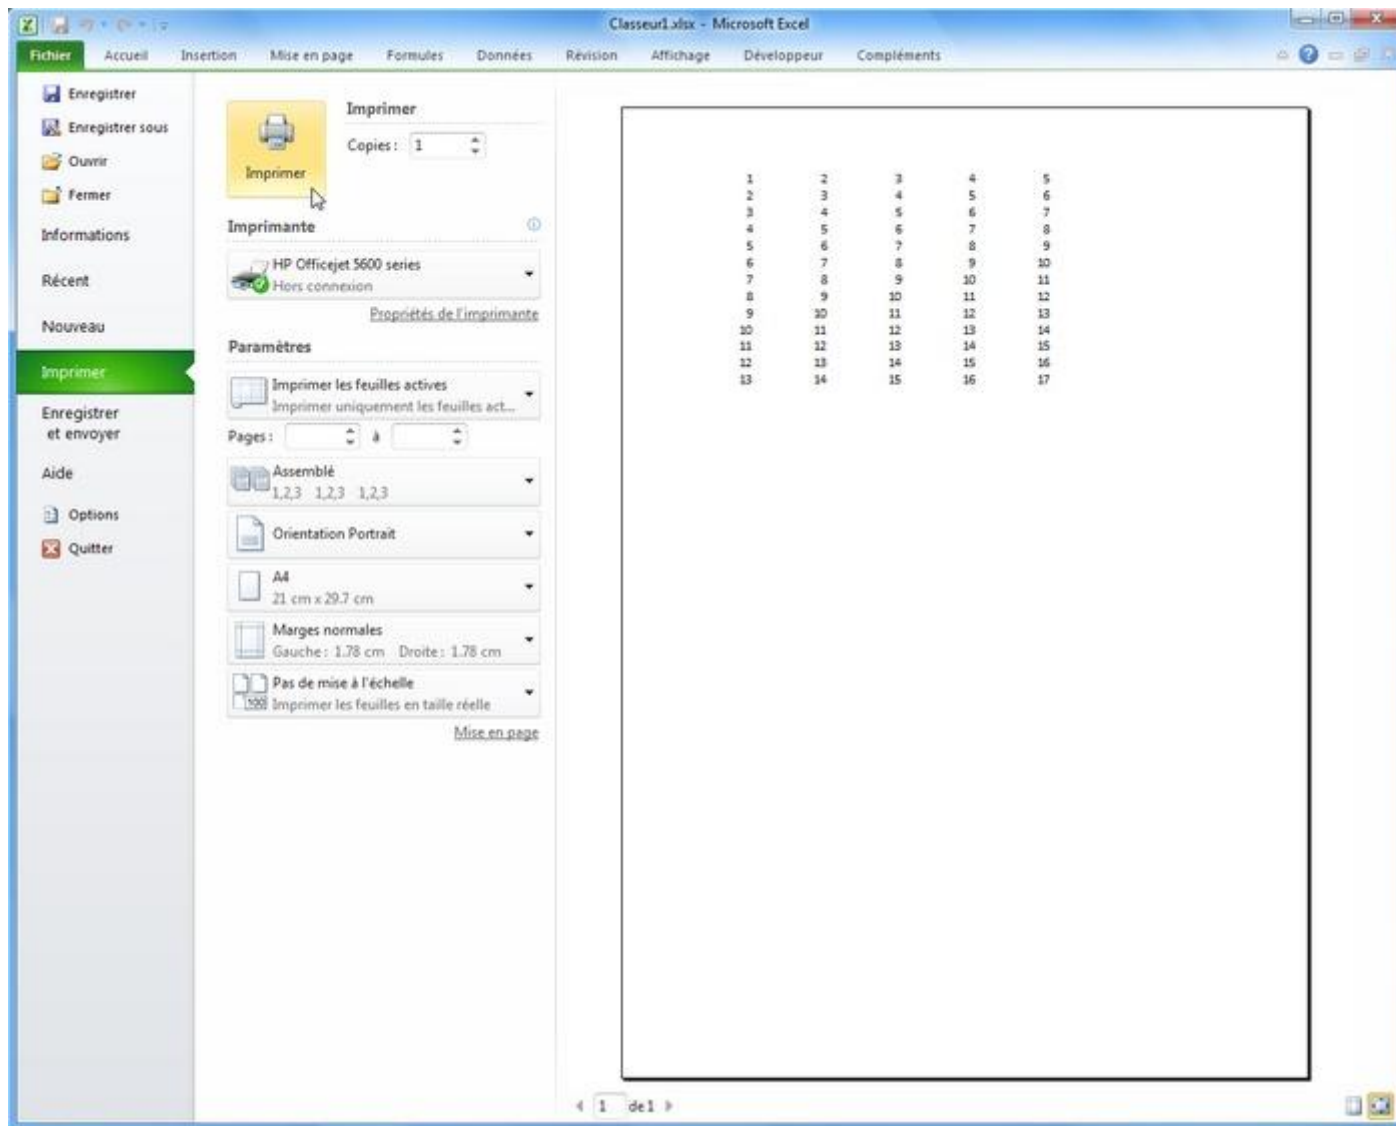 Classeur1.xlsx - Microsoft Excel
Fichier Accueil Insertion Mise en page Formules Données Révision Affichage Développeur Compléments
Enregistrer
Enregistrer sous
Ouvrir
Fermer
Informations
Récent
Nouveau
Imprimer
Enregistrer
et envoyer
Aide
Options
Quitter
Imprimer
Imprimer
Copies : 1
Imprimante
HP Officejet 5600 series
Hors connexion
Propriétés de l'imprimante
Paramètres
Imprimer les feuilles actives
Imprimer uniquement les feuilles act...
Pages : à
Assemblé
1,2,3 1,2,3 1,2,3
Orientation Portrait
A4
21 cm x 29.7 cm
Marges normales
Gauche : 1.78 cm Droite : 1.78 cm
Pas de mise à l'échelle
100
Imprimer les feuilles en taille réelle
Mise en page
1 2 3 4 5
2 3 4 5 6
3 4 5 6 7
4 5 6 7 8
5 6 7 8 9
6 7 8 9 10
7 8 9 10 11
8 9 10 11 12
9 10 11 12 13
10 11 12 13 14
11 12 13 14 15
12 13 14 15 16
13 14 15 16 17
1 de 1